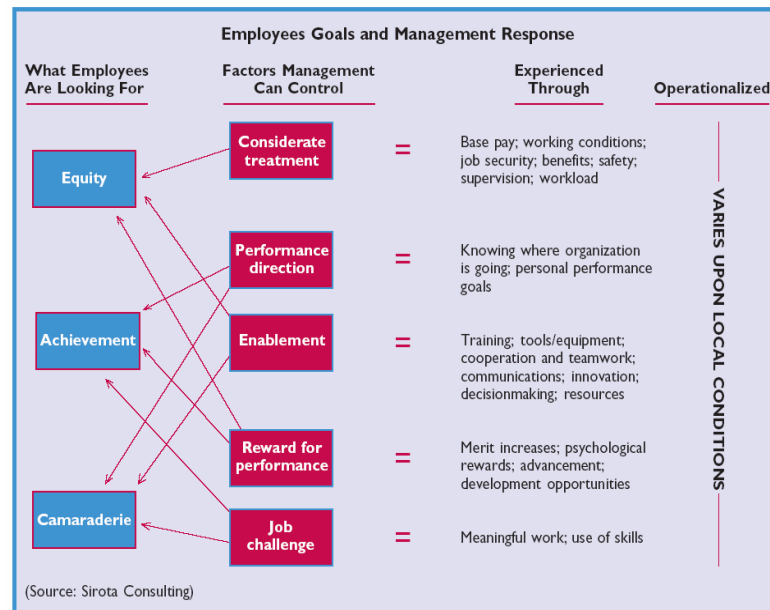 Employees Goals and Management Response
What Employees
Are Looking For
Factors Management
Can Control
Experienced
Through
Operationalized
Equity
Achievement
Camaraderie
Considerate
treatment
=
Base pay; working conditions;
job security; benefits; safety;
supervision; workload
Performance
direction
=
Knowing where organization
is going; personal performance
goals
Enablement
=
Training; tools/equipment;
cooperation and teamwork;
communications; innovation;
decisionmaking; resources
Reward for
performance
=
Merit increases; psychological
rewards; advancement;
development opportunities
Job
challenge
=
Meaningful work; use of skills
VARIES UPON LOCAL CONDITIONS
(Source: Sirota Consulting)